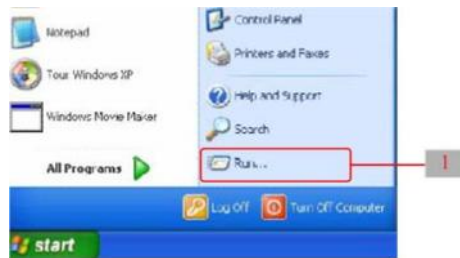 Notepad
Tour Windows XP
Windows Movie Maker
All Programs
Control Panel
Printers and Faxes
Help and Support
Search
Run...
1
Log Off
Turn Off Computer
start